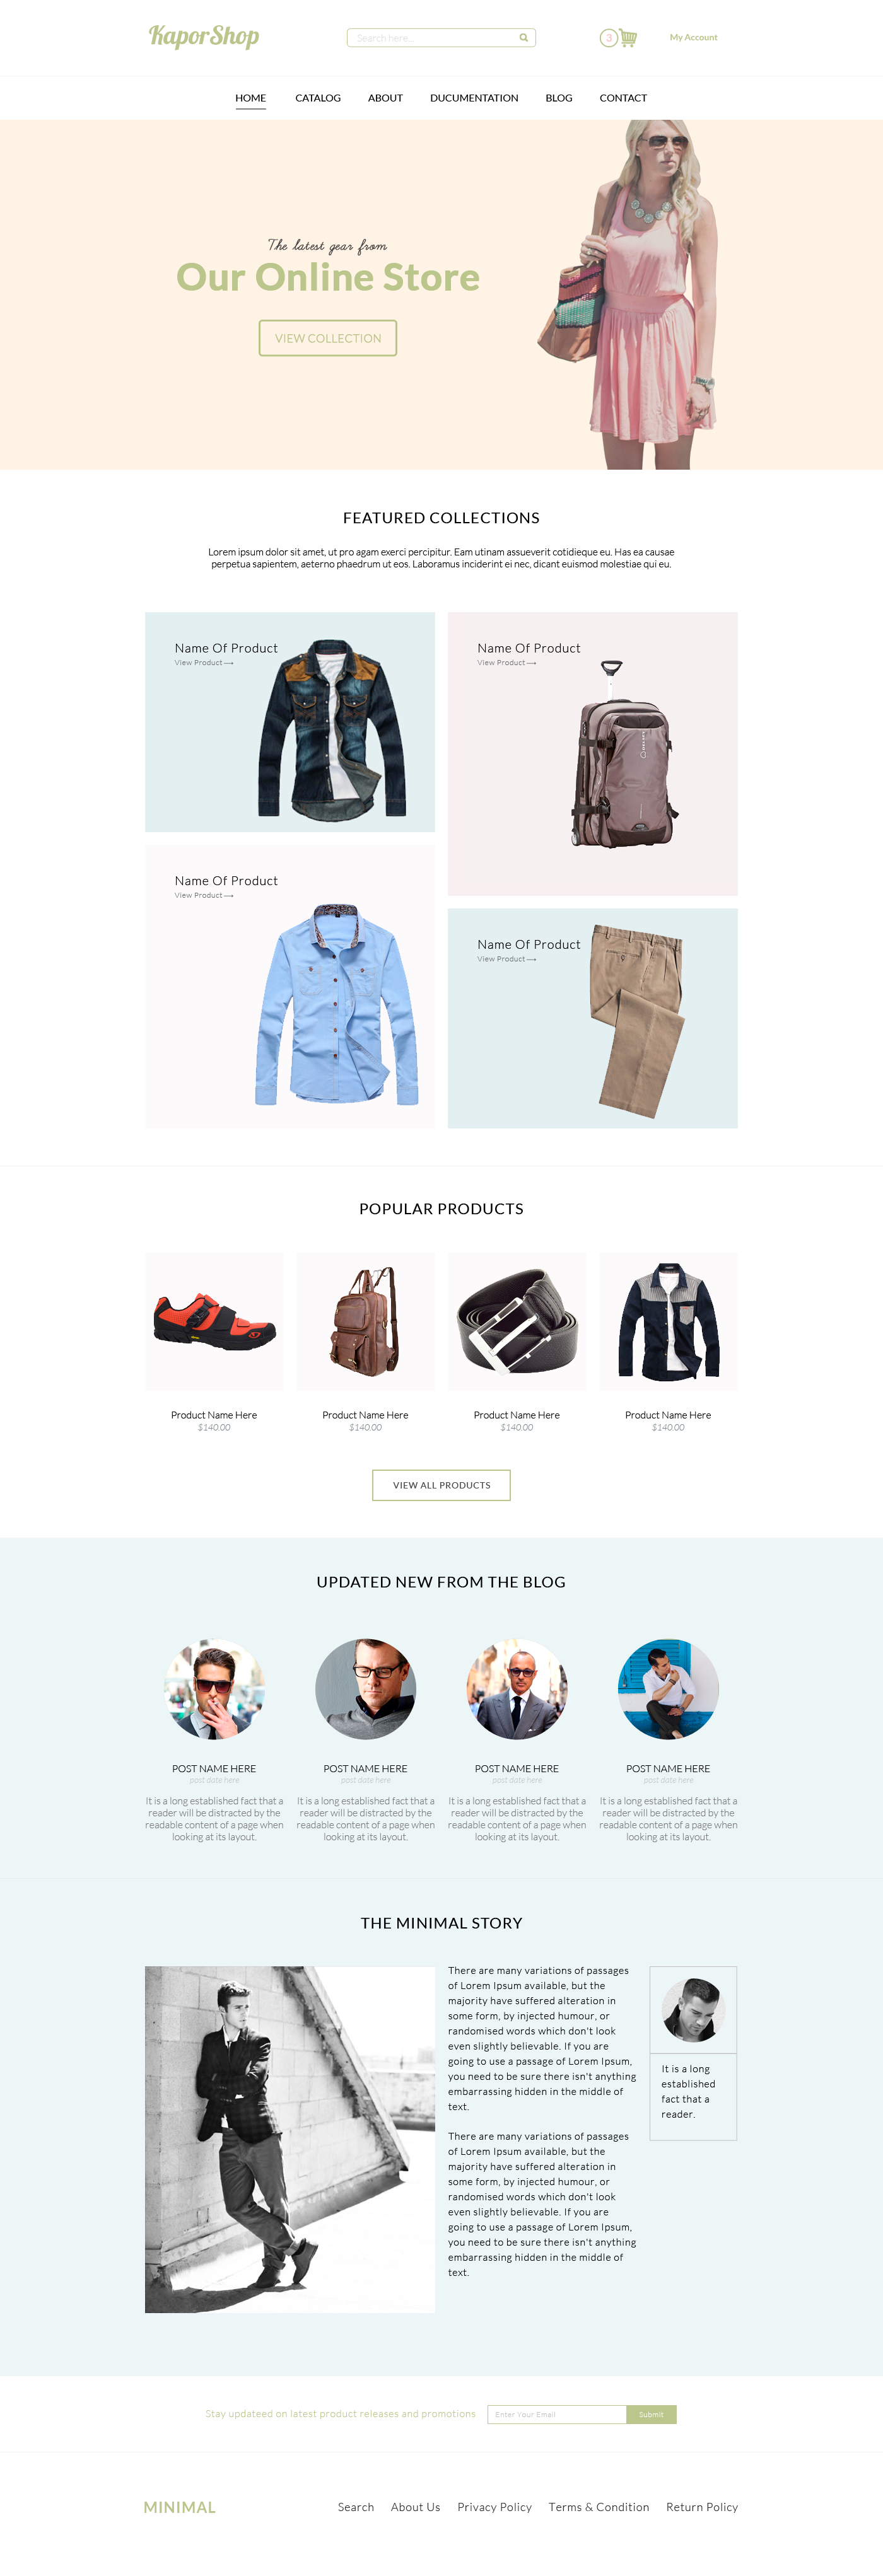 KaporShop
Search here...
3
My Account
HOME CATALOG ABOUT DUCUMENTATION BLOG CONTACT
The latest gear from
Our Online Store
VIEW COLLECTION
FEATURED COLLECTIONS
Lorem ipsum dolor sit amet, ut pro agam exerci percipitur. Eam utinam assueverit cotidieque eu. Has ea causae
perpetua sapientem, aeterno phaedrum ut eos. Laboramus inciderint ei nec, dicant euismod molestiae qui eu.
Name Of Product
View Product
Name Of Product
View Product
Name Of Product
View Product
Name Of Product
View Product
POPULAR PRODUCTS
Product Name Here
$140.00
Product Name Here
$140.00
Product Name Here
$140.00
Product Name Here
$140.00
VIEW ALL PRODUCTS
UPDATED NEW FROM THE BLOG
POST NAME HERE
post date here
It is a long established fact that a
reader will be distracted by the
readable content of a page when
looking at its layout.
POST NAME HERE
post date here
It is a long established fact that a
reader will be distracted by the
readable content of a page when
looking at its layout.
POST NAME HERE
post date here
It is a long established fact that a
reader will be distracted by the
readable content of a page when
looking at its layout.
POST NAME HERE
post date here
It is a long established fact that a
reader will be distracted by the
readable content of a page when
looking at its layout.
THE MINIMAL STORY
There are many variations of passages
of Lorem Ipsum available, but the
majority have suffered alteration in
some form, by injected humour, or
randomised words which don't look
even slightly believable. If you are
going to use a passage of Lorem Ipsum,
you need to be sure there isn't anything
embarrassing hidden in the middle of
text.
There are many variations of passages
of Lorem Ipsum available, but the
majority have suffered alteration in
some form, by injected humour, or
randomised words which don't look
even slightly believable. If you are
going to use a passage of Lorem Ipsum,
you need to be sure there isn't anything
embarrassing hidden in the middle of
text.
It is a long
established
fact that a
reader.
Stay updateed on latest product releases and promotions
Enter Your Email
Submit
MINIMAL
Search About Us Privacy Policy Terms & Condition Return Policy